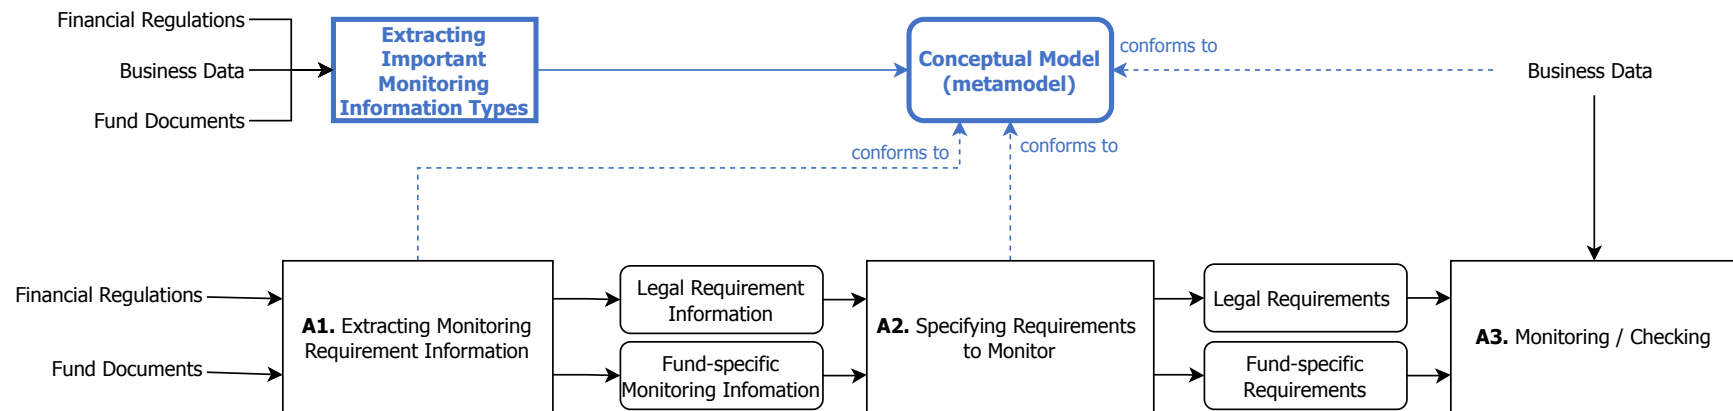 Financial Regulations
Business Data
Fund Documents
Extracting
Important
Monitoring
Information Types
Conceptual Model
(metamodel)
conforms to
Business Data
conforms to
conforms to
Financial Regulations
Fund Documents
A1. Extracting Monitoring
Requirement Information
Legal Requirement
Information
Fund-specific
Monitoring Infomation
A2. Specifying Requirements
to Monitor
Legal Requirements
Fund-specific
Requirements
A3. Monitoring / Checking